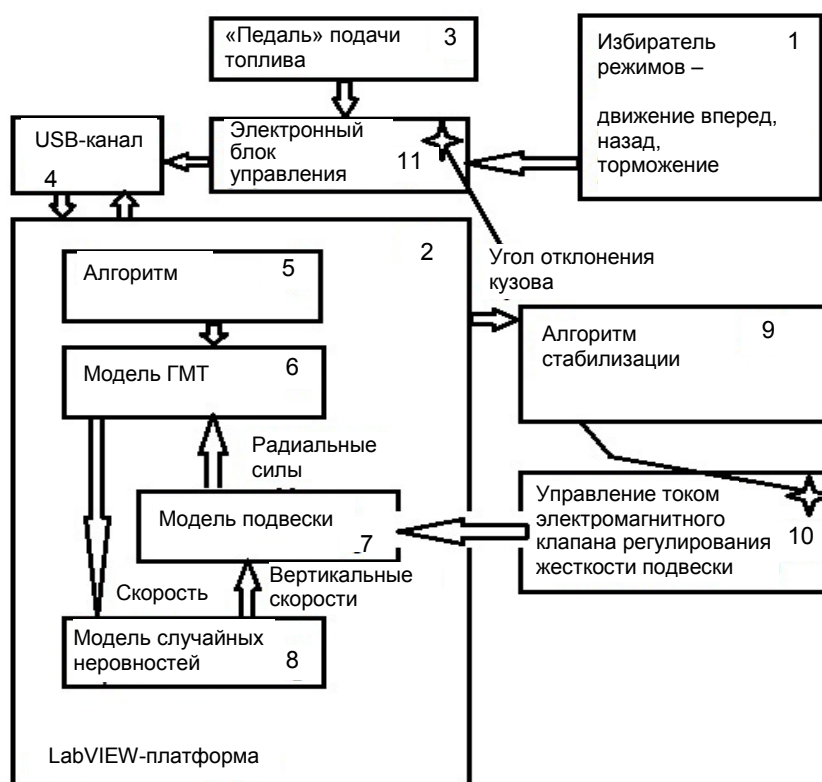 «Педаль» подачи
топлива
3
Избиратель
режимов –
1
движение вперед,
назад,
торможение
USB-канал
4
Электронный
блок
управления
11
2
Угол отклонения
кузова
Алгоритм
5
Алгоритм
стабилизации
9
Модель ГМТ
6
Радиальные
силы
Модель подвески
7
Управление током
электромагнитного
клапана регулирования
жесткости подвески
10
Скорость
Вертикальные
скорости
Модель случайных
неровностей
8
LabVIEW-платформа